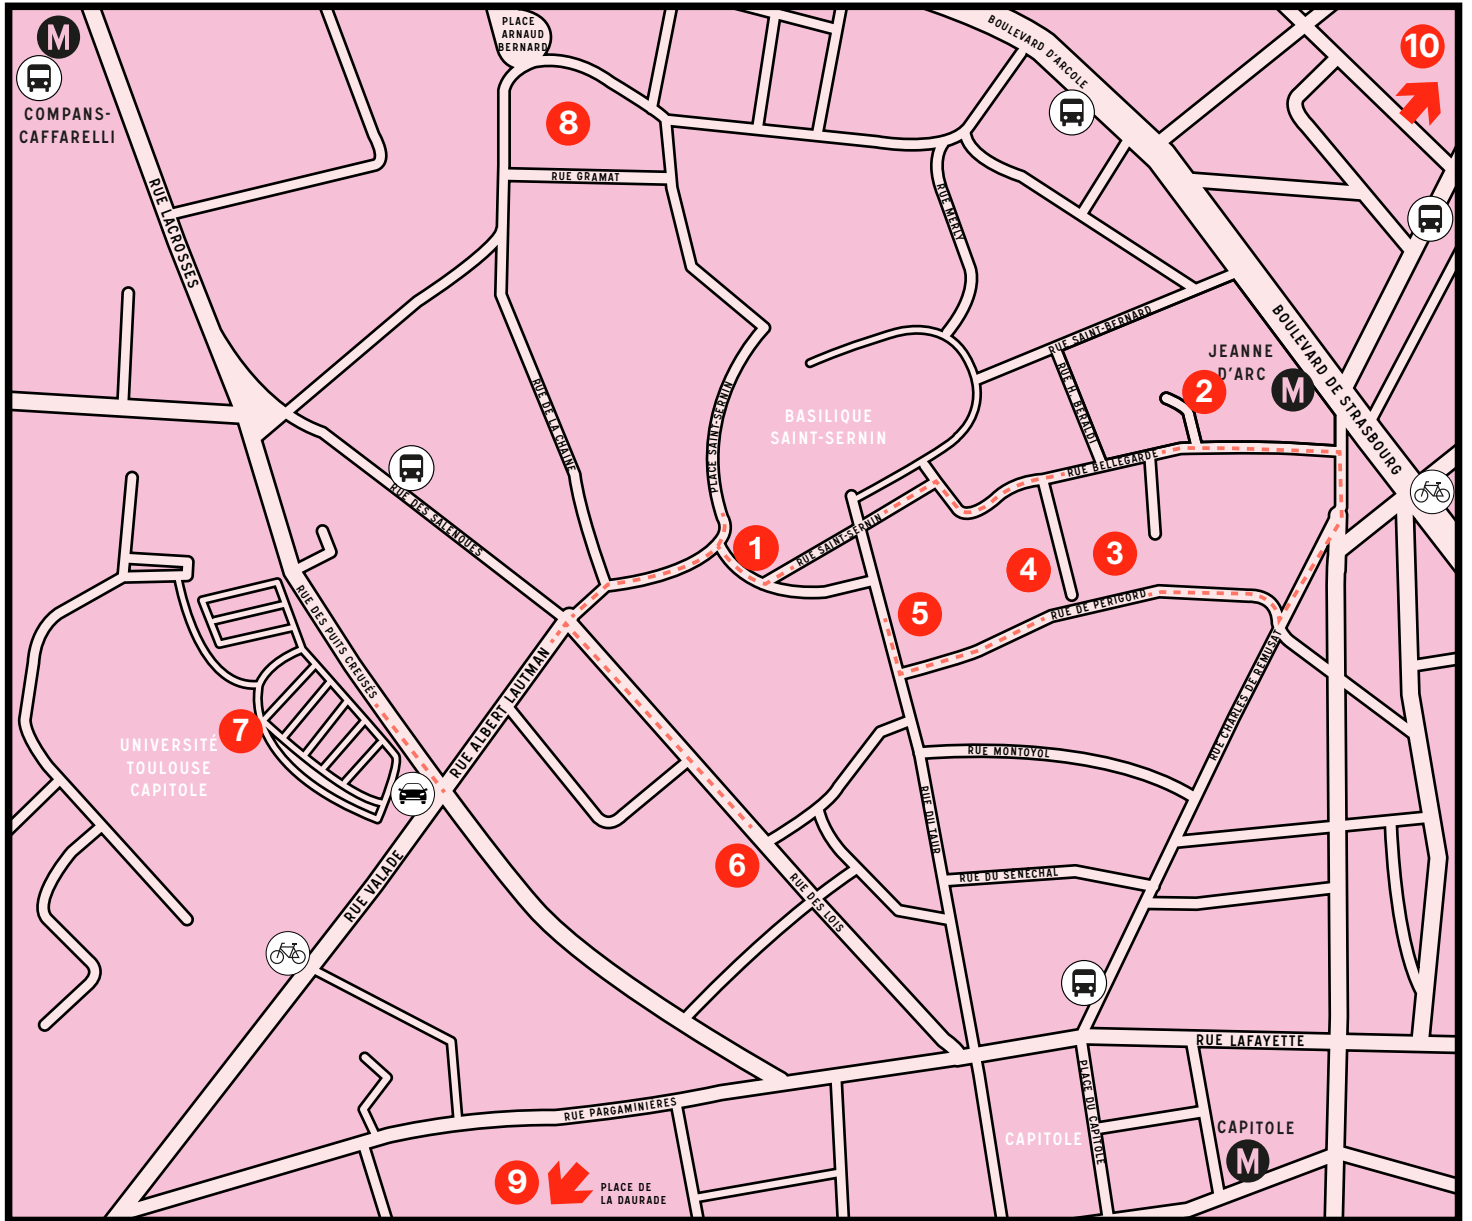 PLACE
ARNAUD
BERNARD
BOULEVARD D'ARCOLE
10
M
COMPANS-
CAFFARELLI
8
RUE GRAMAT
RUE LACROSSES
RUE MERLY
RUE SAINT-BERNARD
BOULEVARD DE STRASBOURG
JEANNE
D'ARC
M
2
RUE H. BERALDI
RUE DE LA CHAINE
PLACE SAINT-SERNIN
BASILIQUE
SAINT-SERNIN
RUE BELLEGARDE
RUE DES SALENQUES
RUE SAINT-SERNIN
1
3
4
5
RUE DE PÉRIGORD
RUE DES PUITS CREUSÉS
RUE ALBERT LAUTMAN
RUE CHARLES DE RÉMUSAT
7
UNIVERSITÉ
TOULOUSE
CAPITOLE
RUE MONTOYOL
RUE DU TAUR
6
RUE DES LOIS
RUE DU SÉNÉCHAL
RUE VALADE
RUE LAFAYETTE
RUE PARGAMINIÈRES
PLACE DU CAPITOLE
CAPITOLE
CAPITOLE
M
9
PLACE DE
LA DAURADE